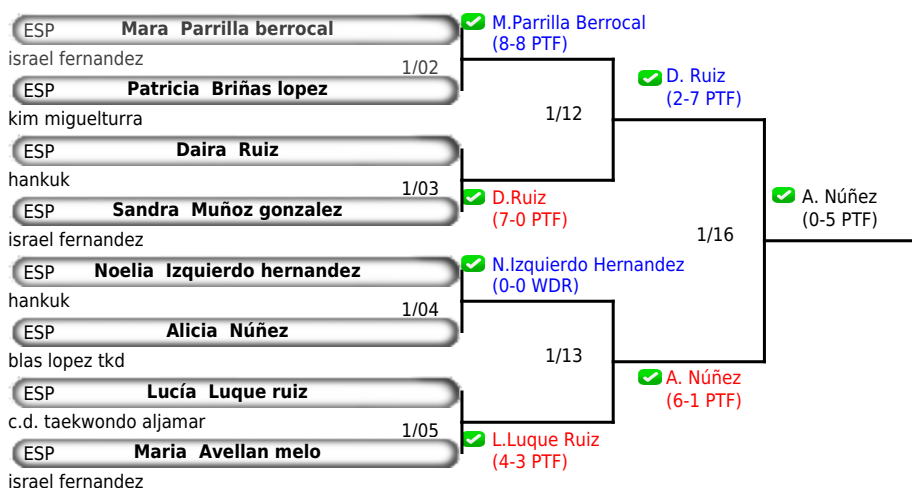 ESP Mara Parrilla berrocal
israel fernandez
1/02
ESP Patricia Briñas lopez
kim miguelturra
M.Parrilla Berrocal
(8-8 PTF)
1/12
D. Ruiz
(2-7 PTF)
ESP Daira Ruiz
hankuk
1/03
ESP Sandra Muñoz gonzalez
israel fernandez
D.Ruiz
(7-0 PTF)
1/16
A. Núñez
(0-5 PTF)
ESP Noelia Izquierdo hernandez
hankuk
1/04
ESP Alicia Núñez
blas lopez tkd
N.Izquierdo Hernandez
(0-0 WDR)
1/13
A. Núñez
(6-1 PTF)
ESP Lucía Luque ruiz
c.d. taekwondo aljamar
1/05
ESP Maria Avellan melo
israel fernandez
L.Luque Ruiz
(4-3 PTF)